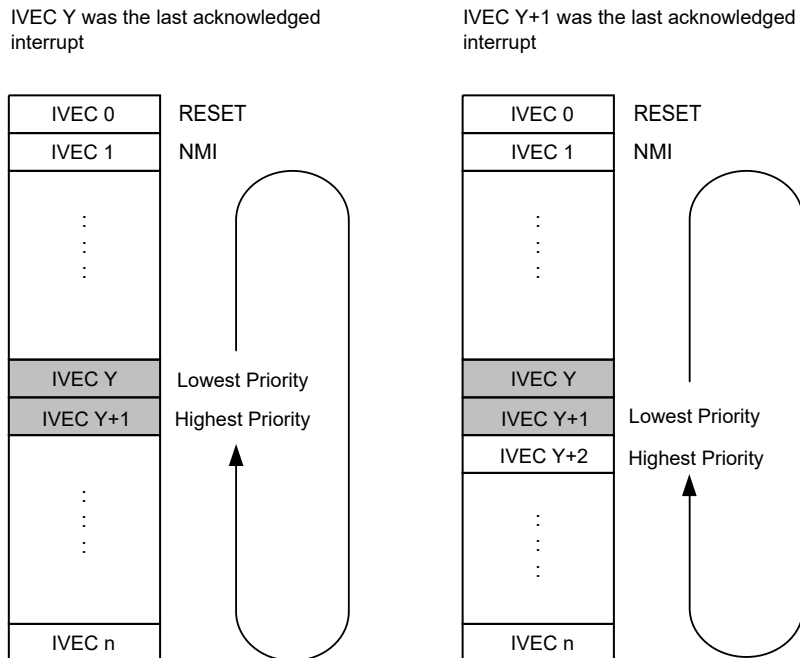 IVEC Y was the last acknowledged
interrupt
IVEC 0 RESET
IVEC 1 NMI
:
:
:
IVEC Y Lowest Priority
IVEC Y+1 Highest Priority
:
:
:
IVEC n
IVEC Y+1 was the last acknowledged
interrupt
IVEC 0 RESET
IVEC 1 NMI
:
:
:
IVEC Y
IVEC Y+1 Lowest Priority
IVEC Y+2 Highest Priority
:
:
:
IVEC n